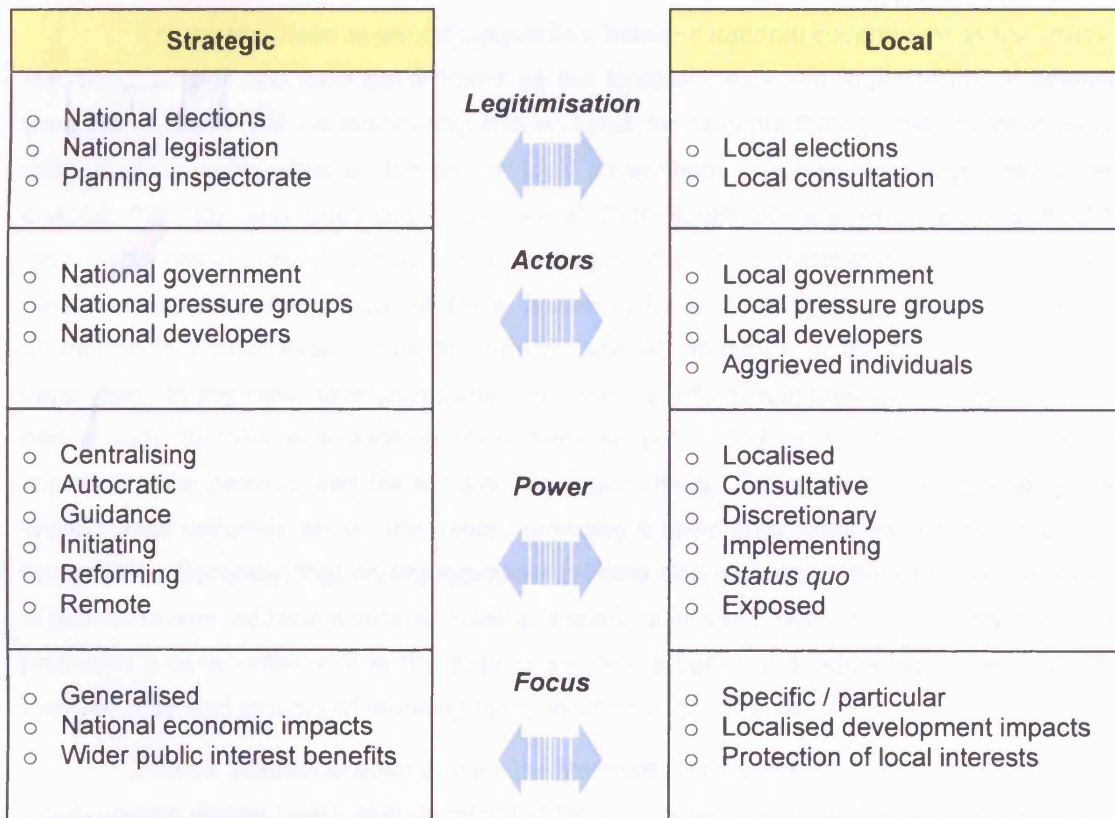 Strategic
Local
Legitimisation
○ National elections
○ National legislation
○ Planning inspectorate
○ Local elections
○ Local consultation
Actors
○ National government
○ National pressure groups
○ National developers
○ Local government
○ Local pressure groups
○ Local developers
○ Aggrieved individuals
Power
○ Centralising
○ Autocratic
○ Guidance
○ Initiating
○ Reforming
○ Remote
○ Localised
○ Consultative
○ Discretionary
○ Implementing
○ Status quo
○ Exposed
Focus
○ Generalised
○ National economic impacts
○ Wider public interest benefits
○ Specific / particular
○ Localised development impacts
○ Protection of local interests